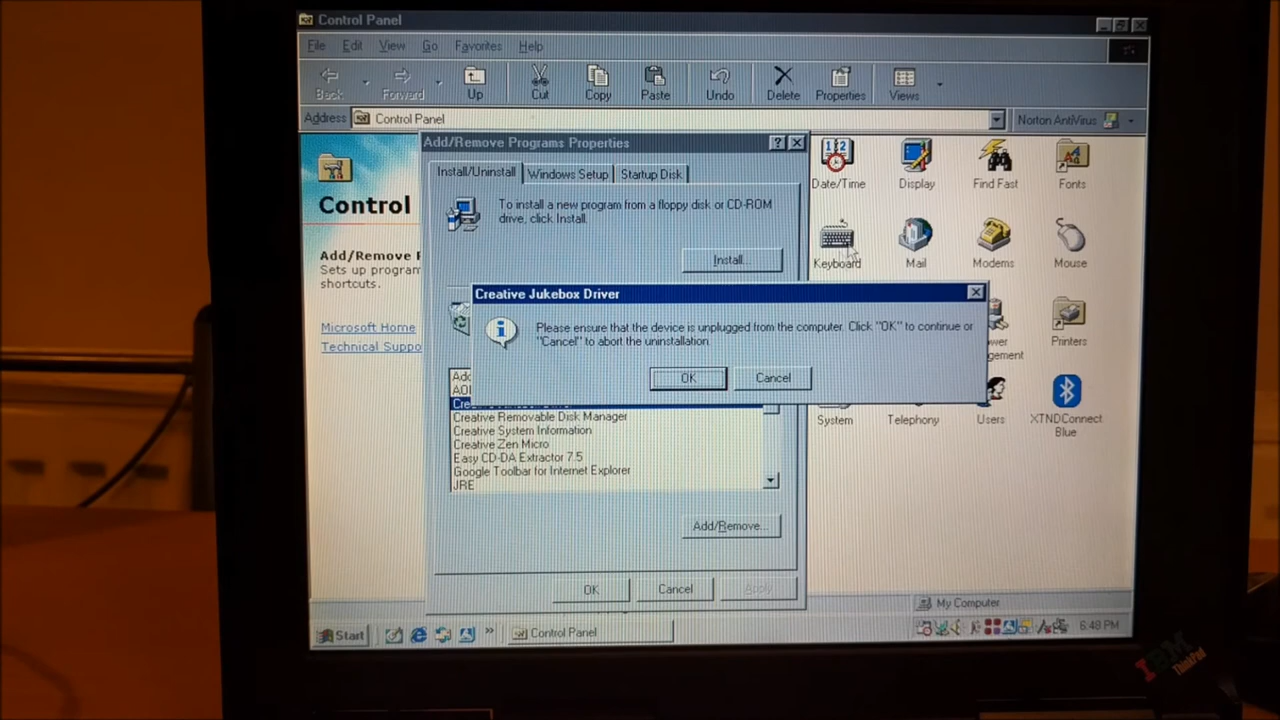 Control Panel
File Edit View Go Favorites Help
Back Forward Up Cut Copy Paste Undo Delete Properties Views
Address Control Panel Norton AntiVirus
Add/Remove Programs Properties
Install/Uninstall Windows Setup Startup Disk
To install a new program from a floppy disk or CD-ROM
drive, click Install.
Install...
Control
Add/Remove P
Sets up program
shortcuts.
Microsoft Home
Technical Suppo
Date/Time Display Find Fast Fonts
Keyboard Mail Modems Mouse
Printers
System Telephony Users XTNDConnect
Blue
Creative Jukebox Driver
Please ensure that the device is unplugged from the computer. Click "OK" to continue or
"Cancel" to abort the uninstallation.
OK Cancel
Creative Removable Disk Manager
Creative System Information
Creative Zen Micro
Easy CD-DA Extractor 7.5
Google Toolbar for Internet Explorer
JRE
Add/Remove...
OK Cancel Apply
My Computer
Start Control Panel 6:48 PM
IBM
ThinkPad